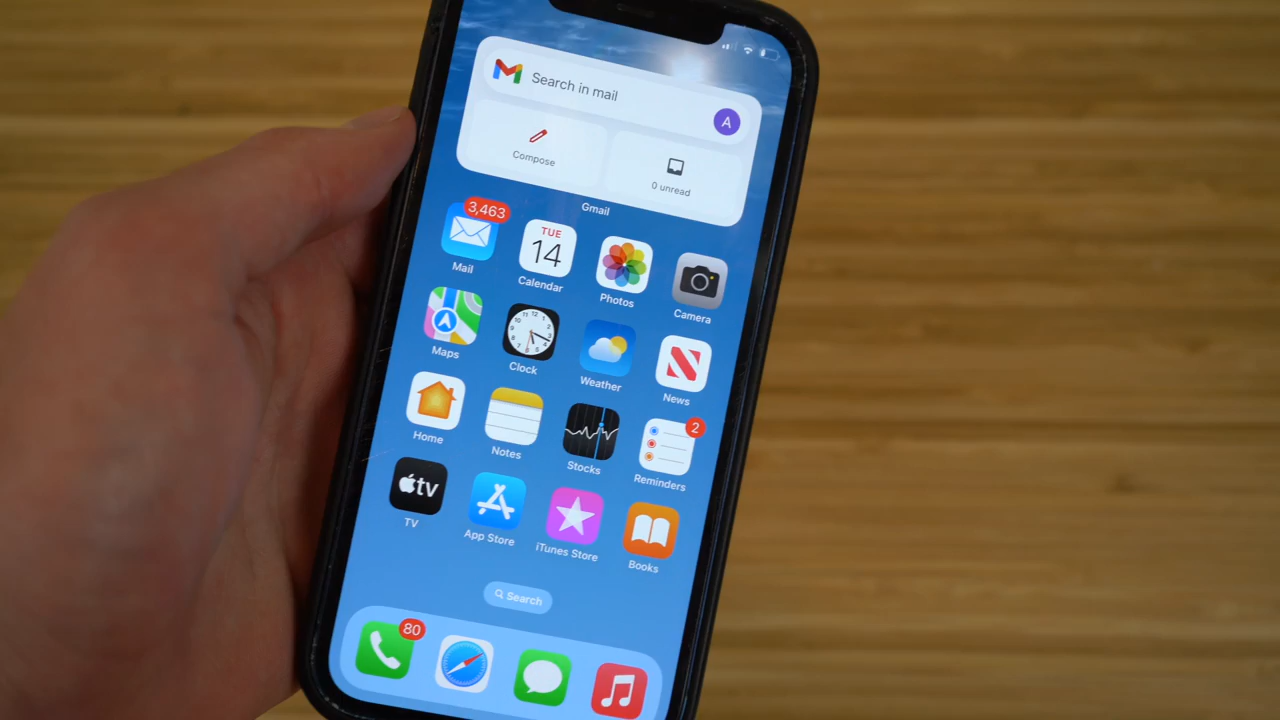 Search in mail
A
Compose
0 unread
Gmail
3,463
Mail
TUE
14
Calendar
Photos
Camera
Maps
Clock
Weather
News
Home
Notes
Stocks
2
Reminders
tv
TV
App Store
iTunes Store
Books
Search
80